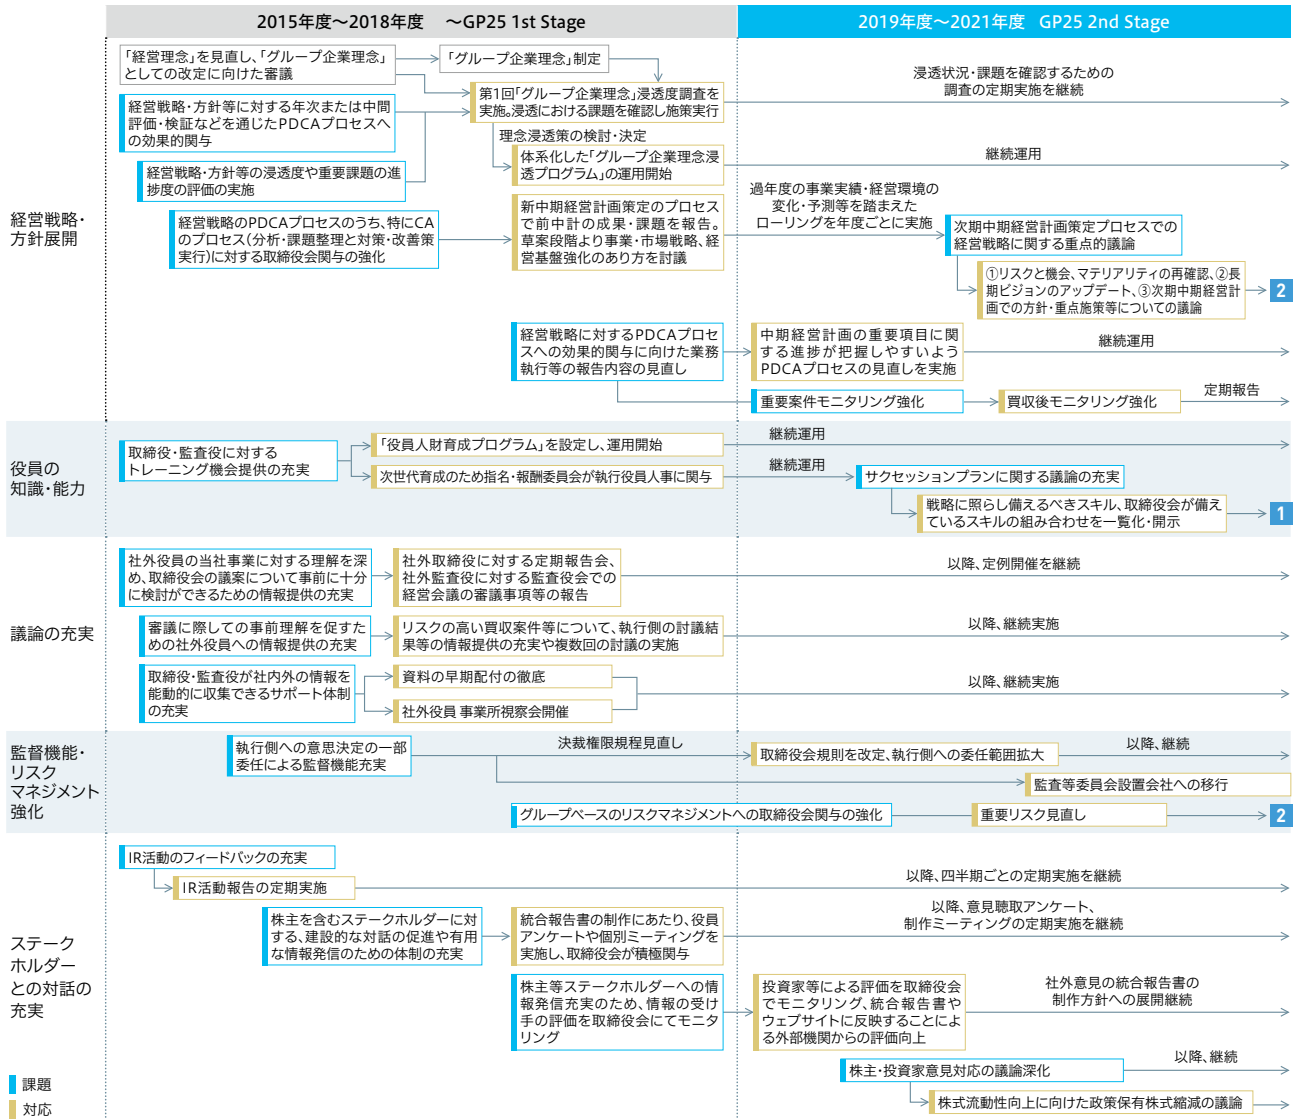 2015年度～2018年度　～GP25 1st Stage
2019年度～2021年度 GP25 2nd Stage
経営戦略・
方針展開
「経営理念」を見直し、「グループ企業理念」
としての改定に向けた審議
「グループ企業理念」制定
経営戦略・方針等に対する年次または中間
評価・検証などを通じたPDCAプロセスへ
の効果的関与
第1回「グループ企業理念」浸透度調査を
実施。浸透における課題を確認し施策実行
浸透状況・課題を確認するための
調査の定期実施を継続
理念浸透策の検討・決定
経営戦略・方針等の浸透度や重要課題の進
捗度の評価の実施
体系化した「グループ企業理念浸
透プログラム」の運用開始
継続運用
経営戦略のPDCAプロセスのうち、特にCA
のプロセス（分析・課題整理と対策・改善策
実行）に対する取締役会関与の強化
新中期経営計画策定のプロセス
で前中計の成果・課題を報告。
草案段階より事業・市場戦略、経
営基盤強化のあり方を討議
過年度の事業実績・経営環境の
変化・予測等を踏まえた
ローリングを年度ごとに実施
次期中期経営計画策定プロセスでの
経営戦略に関する重点的議論
①リスクと機会、マテリアリティの再確認、②長
期ビジョンのアップデート、③次期中期経営計
画での方針・重点施策等についての議論
2
経営戦略に対するPDCAプロセ
スへの効果的関与に向けた業務
執行等の報告内容の見直し
中期経営計画の重要項目に関
する進捗が把握しやすいよう
PDCAプロセスの見直しを実施
継続運用
重要案件モニタリング強化
買収後モニタリング強化
定期報告
役員の
知識・能力
取締役・監査役に対する
トレーニング機会提供の充実
「役員人財育成プログラム」を設定し、運用開始
継続運用
次世代育成のため指名・報酬委員会が執行役員人事に関与
継続運用
サクセッションプランに関する議論の充実
戦略に照らし備えるべきスキル、取締役会が備え
ているスキルの組み合わせを一覧化・開示
1
議論の充実
社外役員の当社事業に対する理解を深
め、取締役会の議案について事前に十分
に検討ができるための情報提供の充実
社外取締役に対する定期報告会、
社外監査役に対する監査役会での
経営会議の審議事項等の報告
以降、定例開催を継続
審議に際しての事前理解を促すた
めの社外役員への情報提供の充実
リスクの高い買収案件等について、執行側の討議結
果等の情報提供の充実や複数回の討議の実施
以降、継続実施
取締役・監査役が社内外の情報を
能動的に収集できるサポート体制
の充実
資料の早期配付の徹底
社外役員 事業所視察会開催
以降、継続実施
監督機能・
リスク
マネジメント
強化
執行側への意思決定の一部
委任による監督機能充実
決裁権限規程見直し
取締役会規則を改定、執行側への委任範囲拡大
以降、継続
監査等委員会設置会社への移行
グループベースのリスクマネジメントへの取締役会関与の強化
重要リスク見直し
2
ステーク
ホルダー
との対話の
充実
IR活動のフィードバックの充実
IR活動報告の定期実施
以降、四半期ごとの定期実施を継続
株主を含むステークホルダーに対
する、建設的な対話の促進や有用
な情報発信のための体制の充実
統合報告書の制作にあたり、役員
アンケートや個別ミーティングを
実施し、取締役会が積極関与
以降、意見聴取アンケート、
制作ミーティングの定期実施を継続
株主等ステークホルダーへの情
報発信充実のため、情報の受け
手の評価を取締役会にてモニタ
リング
投資家等による評価を取締役会
でモニタリング、統合報告書や
ウェブサイトに反映することによ
る外部機関からの評価向上
社外意見の統合報告書の
制作方針への展開継続
株主・投資家意見対応の議論深化
以降、継続
株式流動性向上に向けた政策保有株式縮減の議論
課題
対応